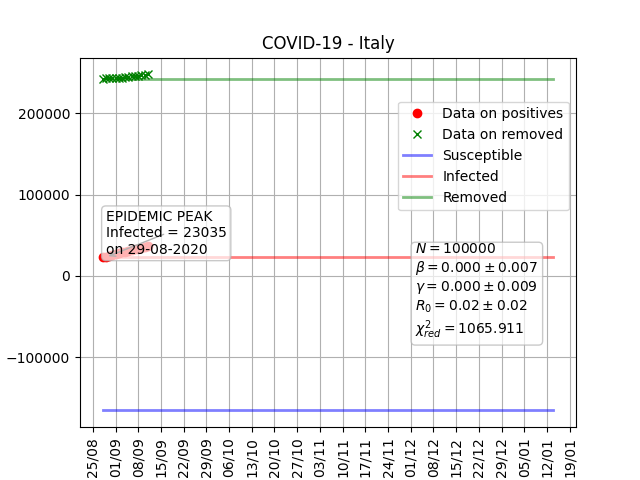 COVID-19 - Italy
200000
100000
0
−100000
Data on positives
Data on removed
Susceptible
Infected
Removed
EPIDEMIC PEAK
Infected = 23035
on 29-08-2020
N = 100000
β = 0.000 ± 0.007
γ = 0.000 ± 0.009
R₀ = 0.02 ± 0.02
χ²red = 1065.911
25/08
01/09
08/09
15/09
22/09
29/09
06/10
13/10
20/10
27/10
03/11
10/11
17/11
24/11
01/12
08/12
15/12
22/12
29/12
05/01
12/01
19/01